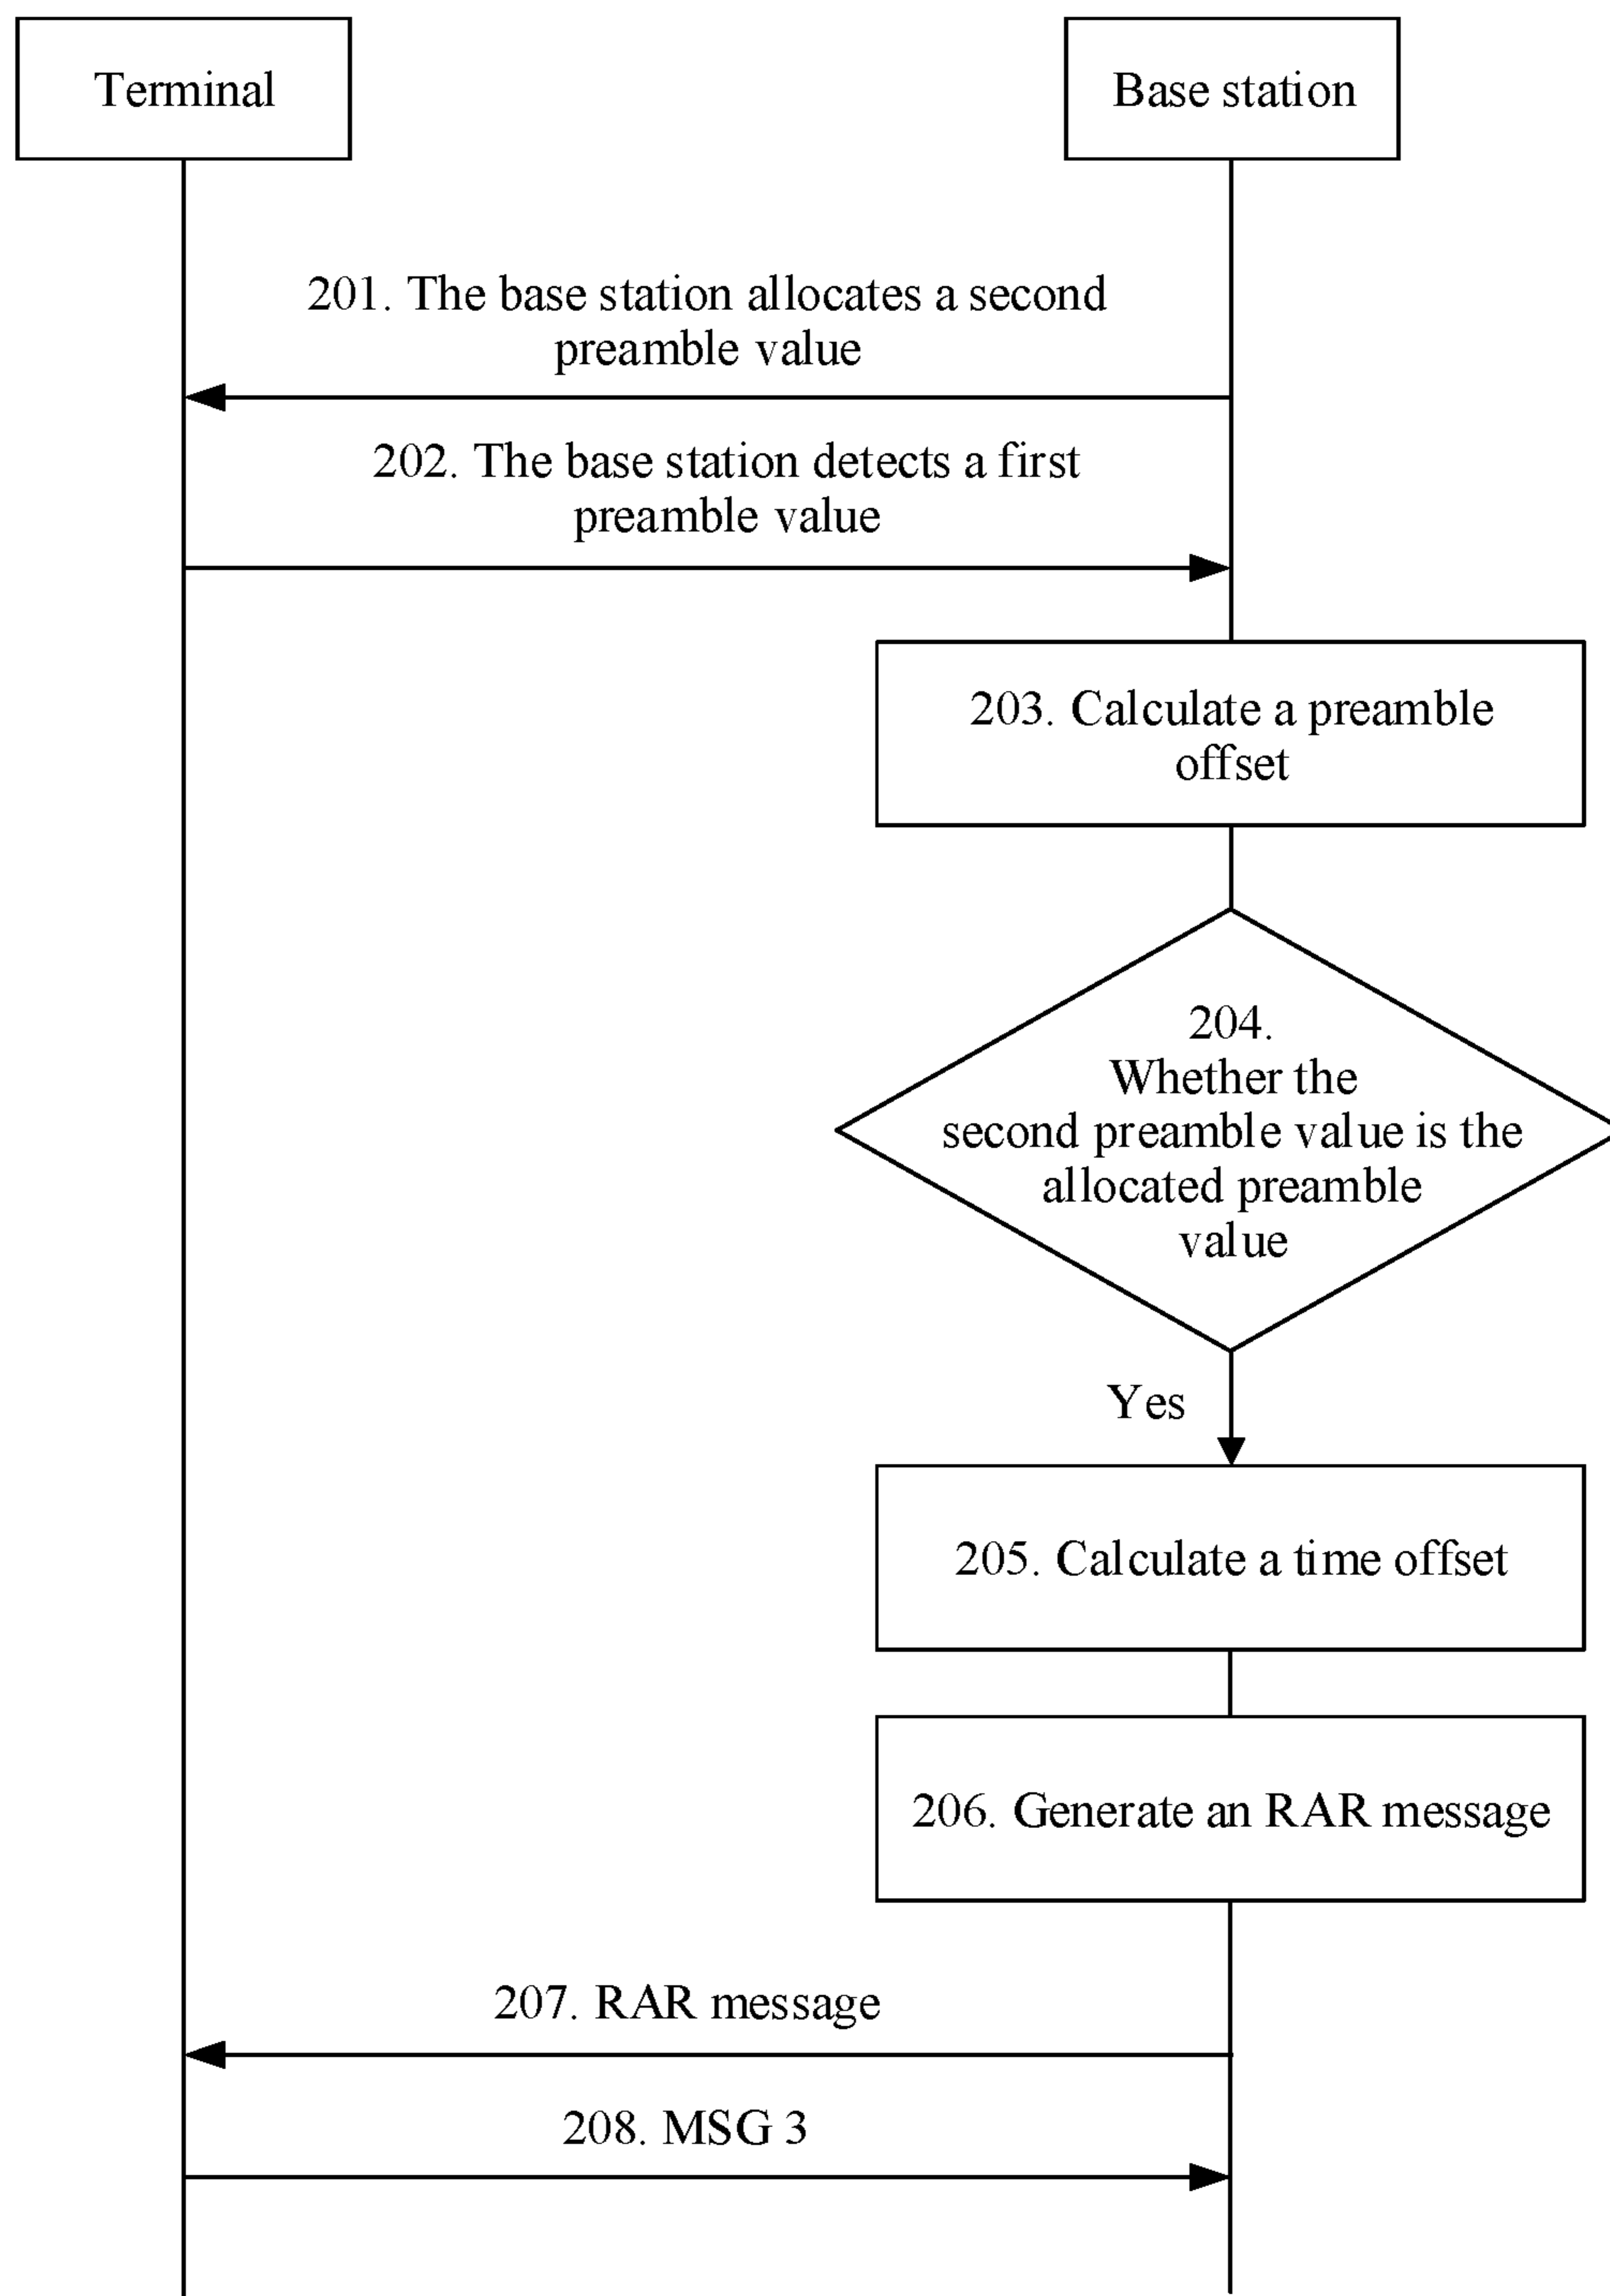 Terminal
Base station
201. The base station allocates a second
preamble value
202. The base station detects a first
preamble value
203. Calculate a preamble
offset
204.
Whether the
second preamble value is the
allocated preamble
value
Yes
205. Calculate a time offset
206. Generate an RAR message
207. RAR message
208. MSG 3